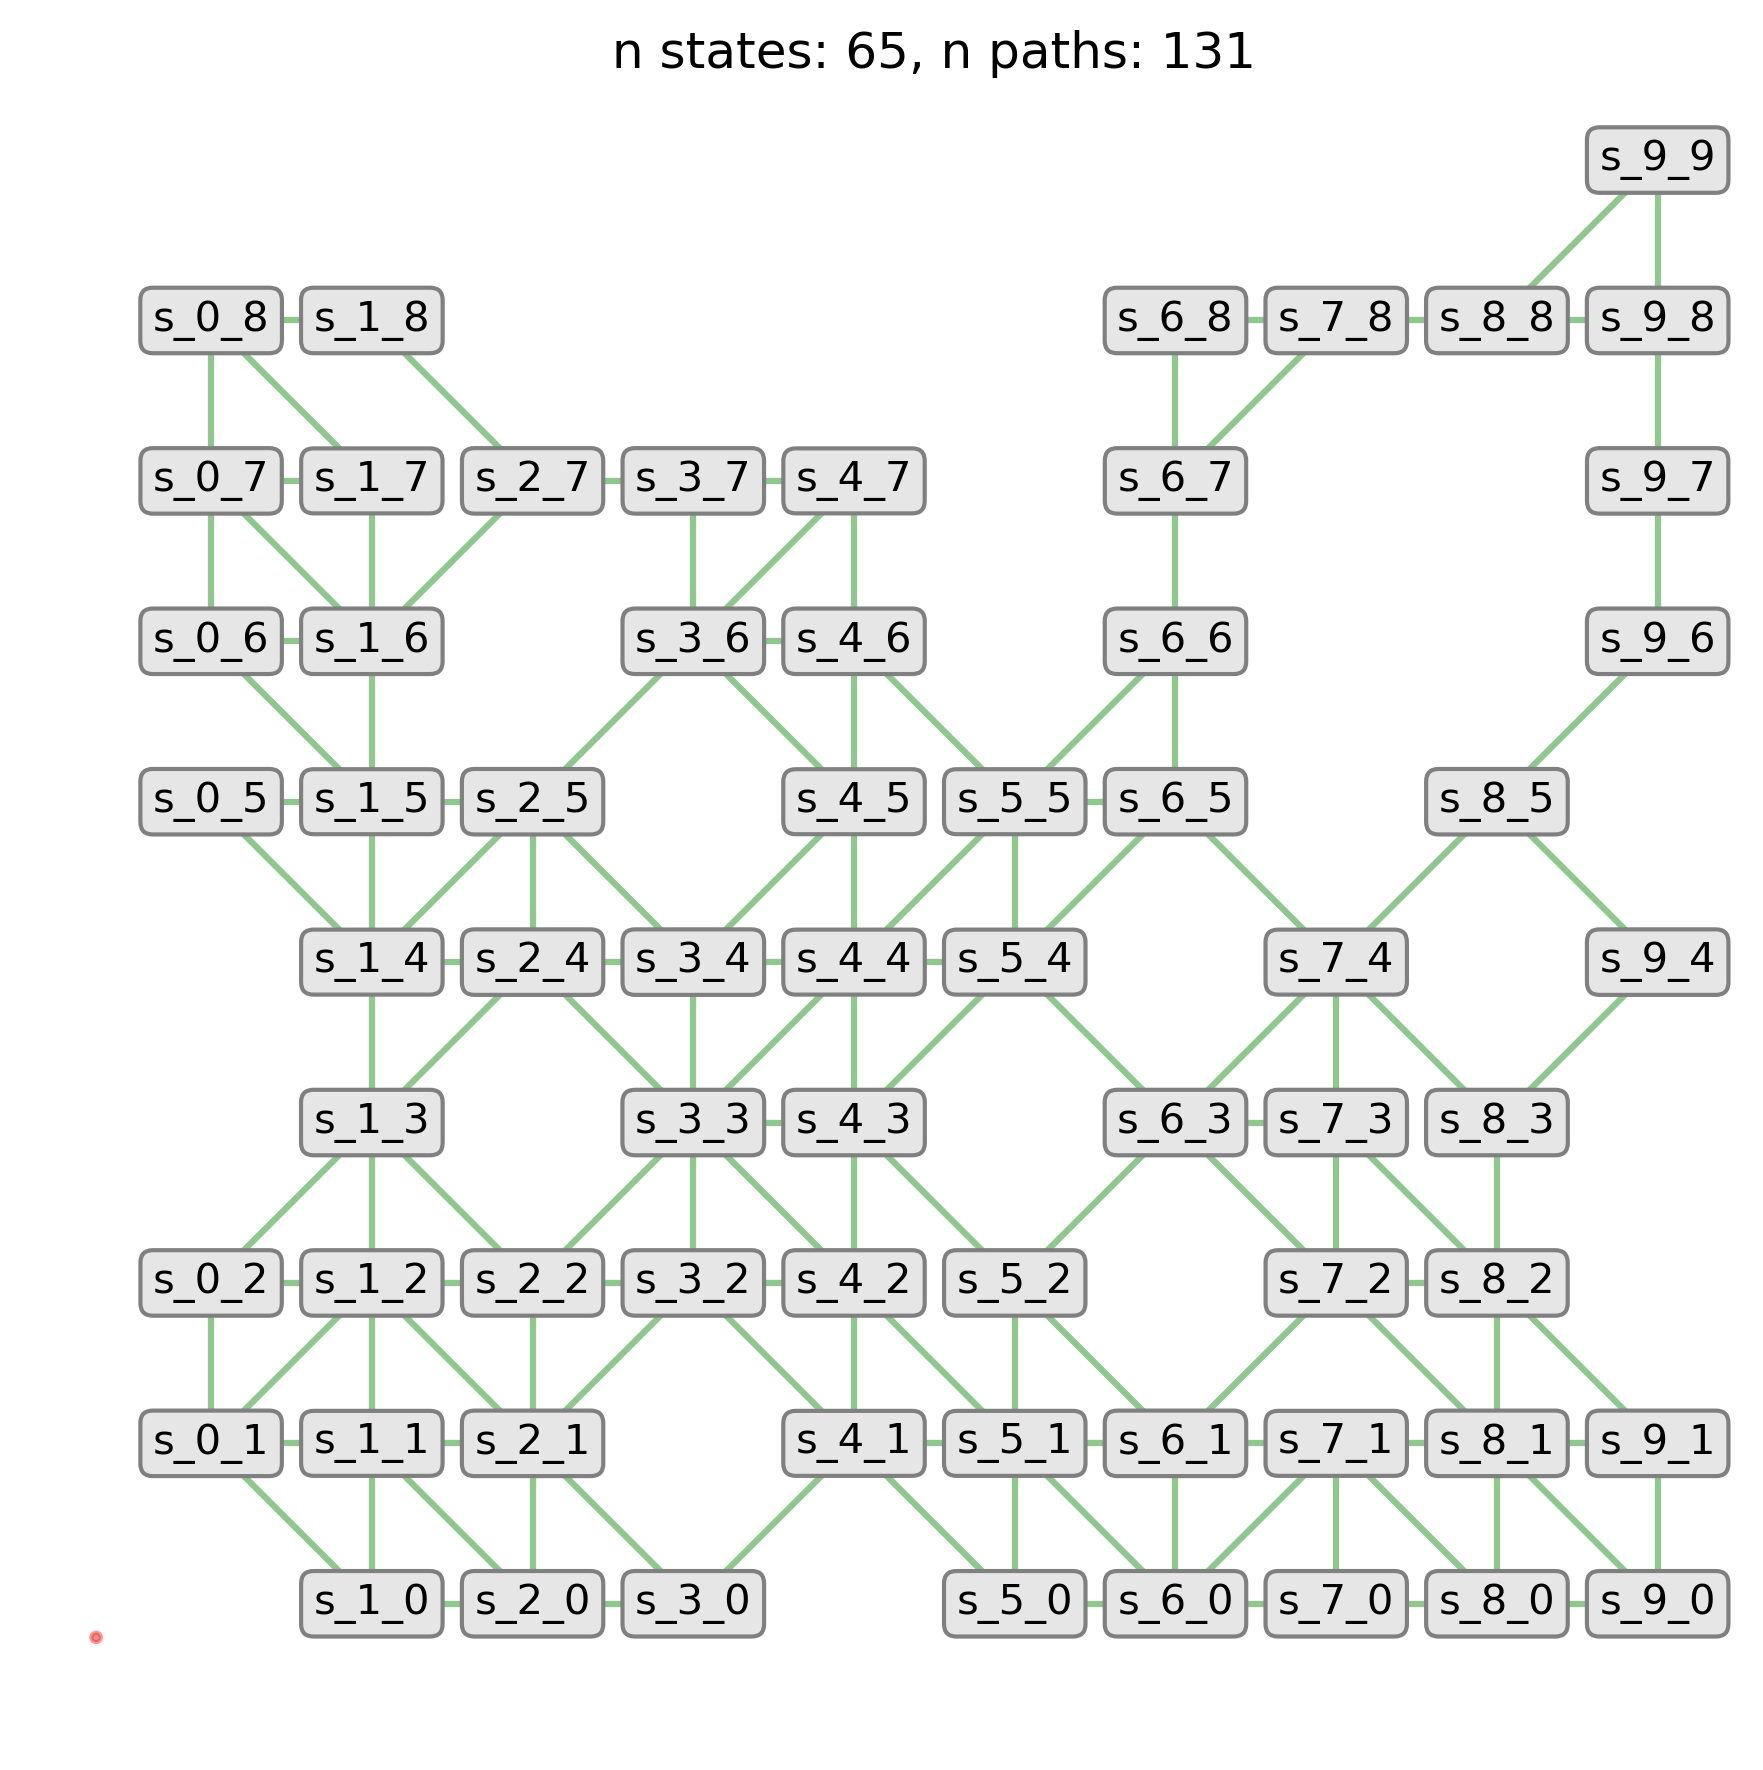 n states: 65, n paths: 131
s_9_9
s_0_8 s_1_8 s_6_8 s_7_8 s_8_8 s_9_8
s_0_7 s_1_7 s_2_7 s_3_7 s_4_7 s_6_7 s_9_7
s_0_6 s_1_6 s_3_6 s_4_6 s_6_6 s_9_6
s_0_5 s_1_5 s_2_5 s_4_5 s_5_5 s_6_5 s_8_5
s_1_4 s_2_4 s_3_4 s_4_4 s_5_4 s_7_4 s_9_4
s_1_3 s_3_3 s_4_3 s_6_3 s_7_3 s_8_3
s_0_2 s_1_2 s_2_2 s_3_2 s_4_2 s_5_2 s_7_2 s_8_2
s_0_1 s_1_1 s_2_1 s_4_1 s_5_1 s_6_1 s_7_1 s_8_1 s_9_1
s_1_0 s_2_0 s_3_0 s_5_0 s_6_0 s_7_0 s_8_0 s_9_0